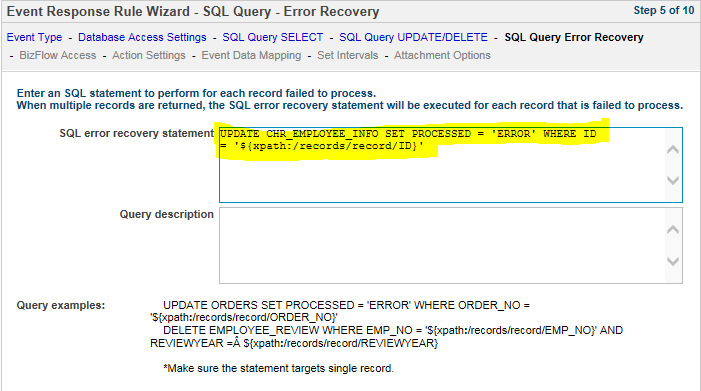 Event Response Rule Wizard - SQL Query - Error Recovery Step 5 of 10
Event Type - Database Access Settings - SQL Query SELECT - SQL Query UPDATE/DELETE - SQL Query Error Recovery
- BizFlow Access - Action Settings - Event Data Mapping - Set Intervals - Attachment Options
Enter an SQL statement to perform for each record failed to process.
When multiple records are returned, the SQL error recovery statement will be executed for each record that is failed to process.
SQL error recovery statement UPDATE CHR_EMPLOYEE_INFO SET PROCESSED = 'ERROR' WHERE ID
= '${xpath:/records/record/ID}'
Query description
Query examples: UPDATE ORDERS SET PROCESSED = 'ERROR' WHERE ORDER_NO =
'${xpath:/records/record/ORDER_NO}'
DELETE EMPLOYEE_REVIEW WHERE EMP_NO = '${xpath:/records/record/EMP_NO}' AND
REVIEWYEAR =Â ${xpath:/records/record/REVIEWYEAR}
*Make sure the statement targets single record.